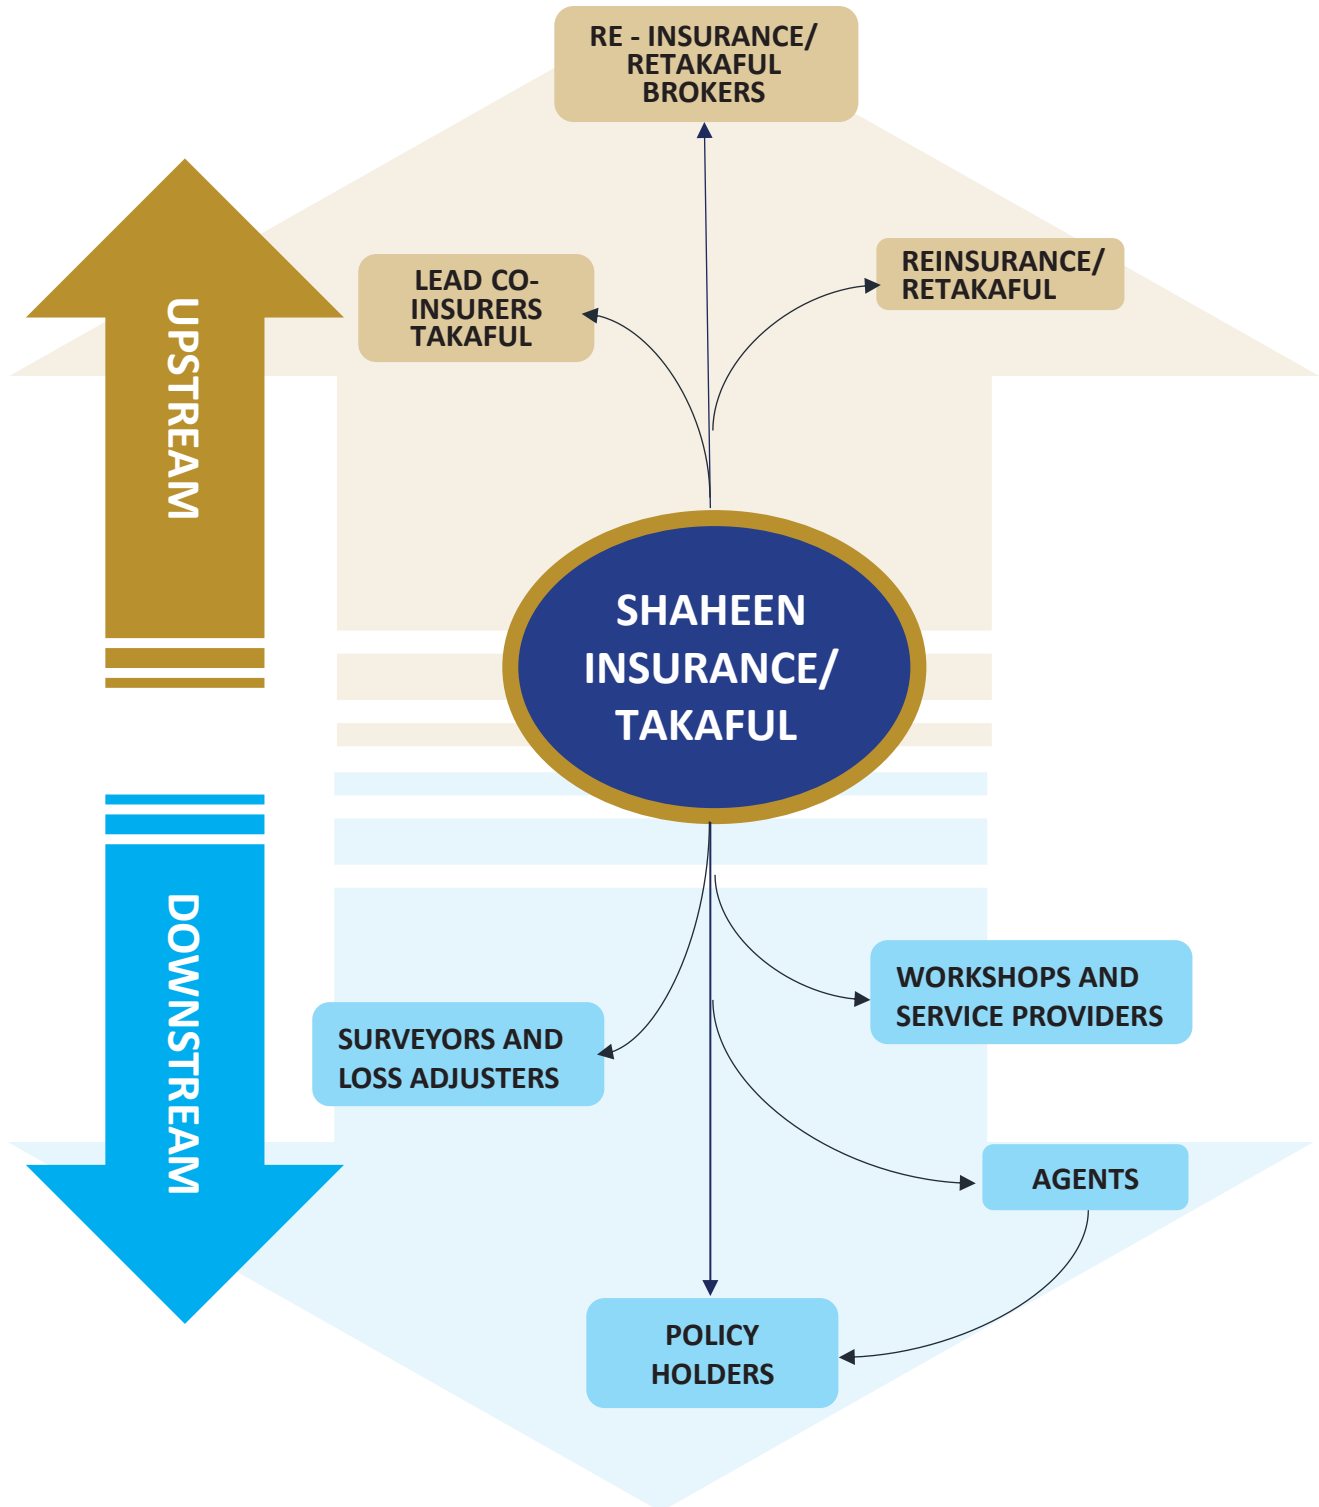 RE - INSURANCE/
RETAKAFUL
BROKERS
LEAD CO-
INSURERS
TAKAFUL
REINSURANCE/
RETAKAFUL
UPSTREAM
SHAHEEN
INSURANCE/
TAKAFUL
DOWNSTREAM
WORKSHOPS AND
SERVICE PROVIDERS
SURVEYORS AND
LOSS ADJUSTERS
AGENTS
POLICY
HOLDERS